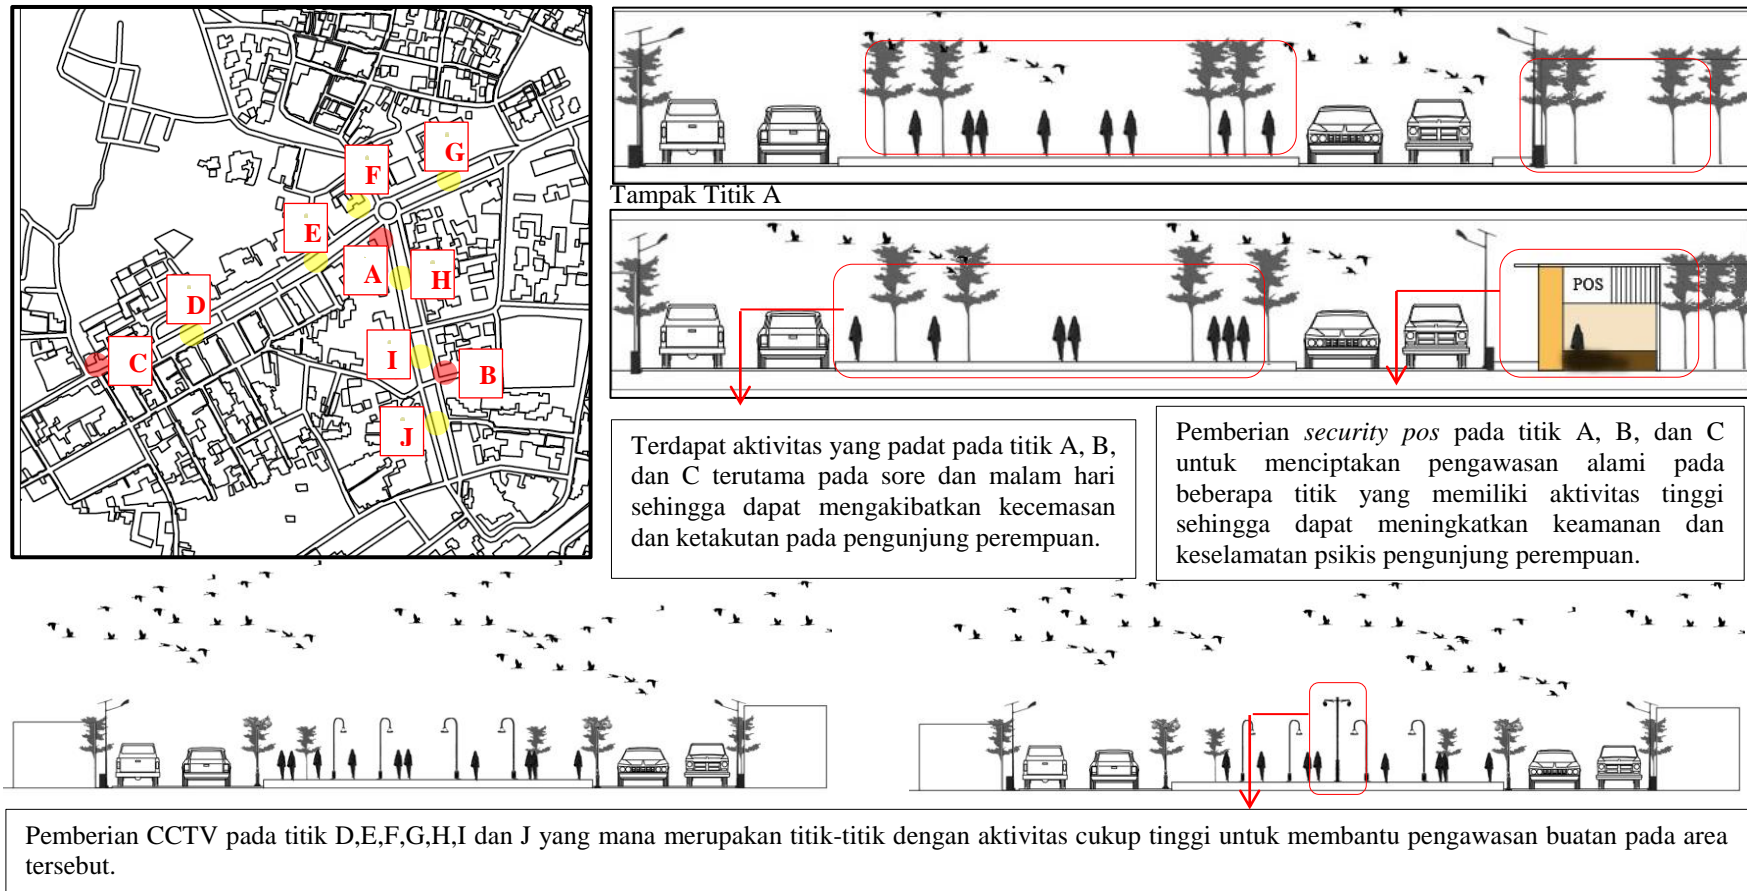 G
F
E
A
H
D
I
C
B
J
Tampak Titik A
POS
Terdapat aktivitas yang padat pada titik A, B,
dan C terutama pada sore dan malam hari
sehingga dapat mengakibatkan kecemasan
dan ketakutan pada pengunjung perempuan.
Pemberian security pos pada titik A, B, dan C
untuk menciptakan pengawasan alami pada
beberapa titik yang memiliki aktivitas tinggi
sehingga dapat meningkatkan keamanan dan
keselamatan psikis pengunjung perempuan.
Pemberian CCTV pada titik D,E,F,G,H,I dan J yang mana merupakan titik-titik dengan aktivitas cukup tinggi untuk membantu pengawasan buatan pada area
tersebut.